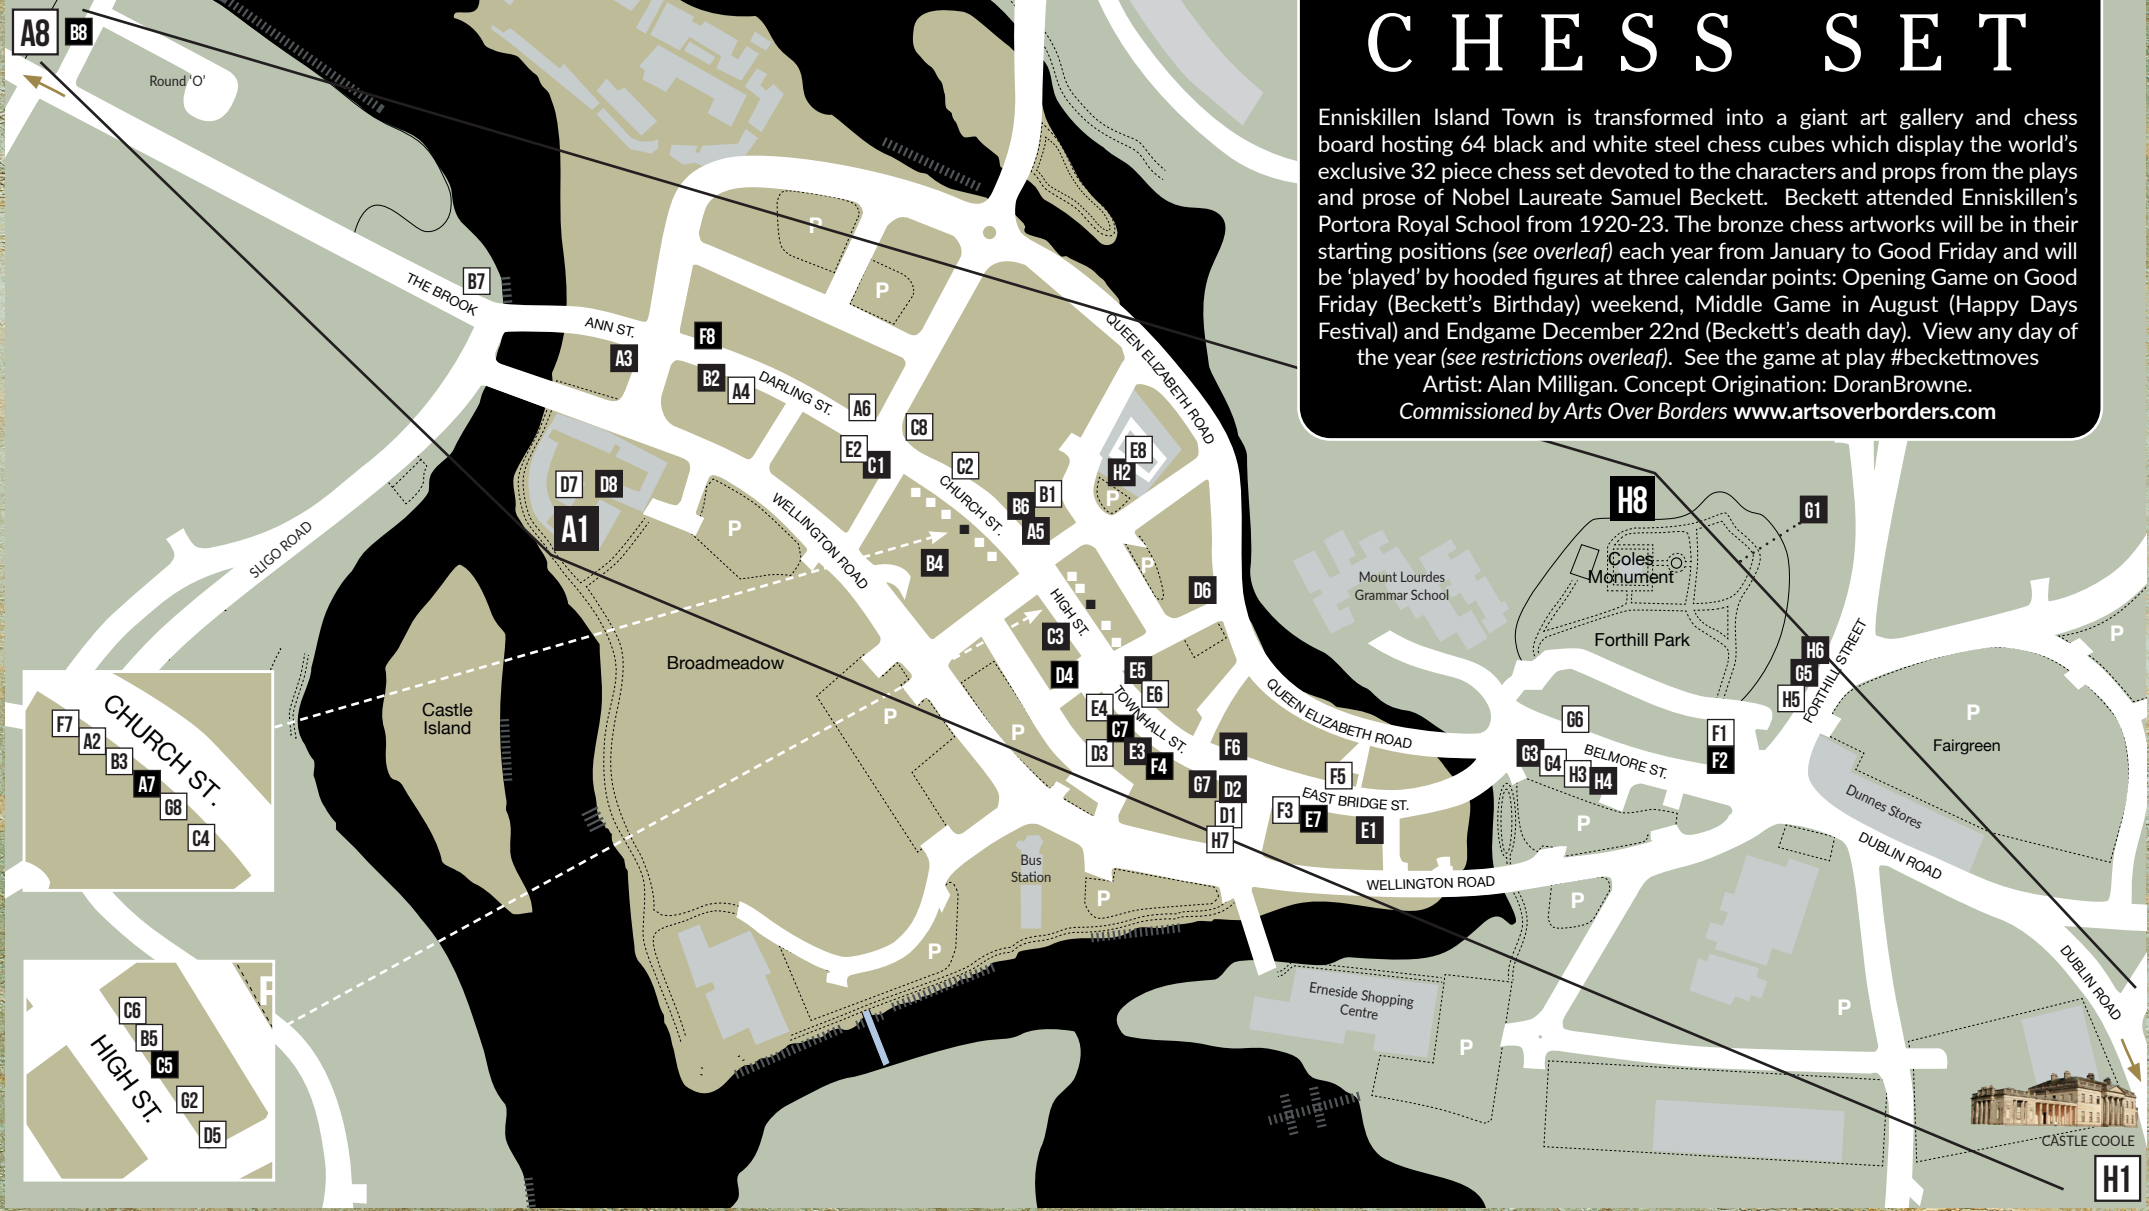 CHESS SET
Enniskillen Island Town is transformed into a giant art gallery and chess
board hosting 64 black and white steel chess cubes which display the world's
exclusive 32 piece chess set devoted to the characters and props from the plays
and prose of Nobel Laureate Samuel Beckett. Beckett attended Enniskillen's
Portora Royal School from 1920-23. The bronze chess artworks will be in their
starting positions (see overleaf) each year from January to Good Friday and will
be 'played' by hooded figures at three calendar points: Opening Game on Good
Friday (Beckett's Birthday) weekend, Middle Game in August (Happy Days
Festival) and Endgame December 22nd (Beckett's death day). View any day of
the year (see restrictions overleaf). See the game at play #beckettmoves
Artist: Alan Milligan. Concept Origination: DoranBrowne.
Commissioned by Arts Over Borders www.artsoverborders.com
A8
B8
Round 'O'
P
P
B7
THE BROOK
ANN ST.
A3
F8
B2
A4
DARLING ST.
A6
C8
E2
C1
C2
QUEEN ELIZABETH ROAD
E8
H2
P
B6
B1
A5
CHURCH ST.
D7
D8
A1
P
WELLINGTON ROAD
B4
SLIGO ROAD
P
D6
HIGH ST.
C3
D4
E5
E6
E4
TOWNHALL ST.
C7
D3
E3
F4
F6
G7
D2
D1
H7
Broadmeadow
Castle
Island
P
P
QUEEN ELIZABETH ROAD
F5
EAST BRIDGE ST.
F3
E7
E1
WELLINGTON ROAD
Bus
Station
P
P
Mount Lourdes
Grammar School
H8
G1
Coles
Monument
Forthill Park
H6
G5
H5
FORTHILL STREET
G6
G3
G4
H3
H4
BELMORE ST.
F1
F2
P
P
P
Fairgreen
P
Dunnes Stores
DUBLIN ROAD
DUBLIN ROAD
Erneside Shopping
Centre
P
P
CASTLE COOLE
H1
CHURCH ST.
F7
A2
B3
A7
G8
C4
HIGH ST.
P
C6
B5
C5
G2
D5